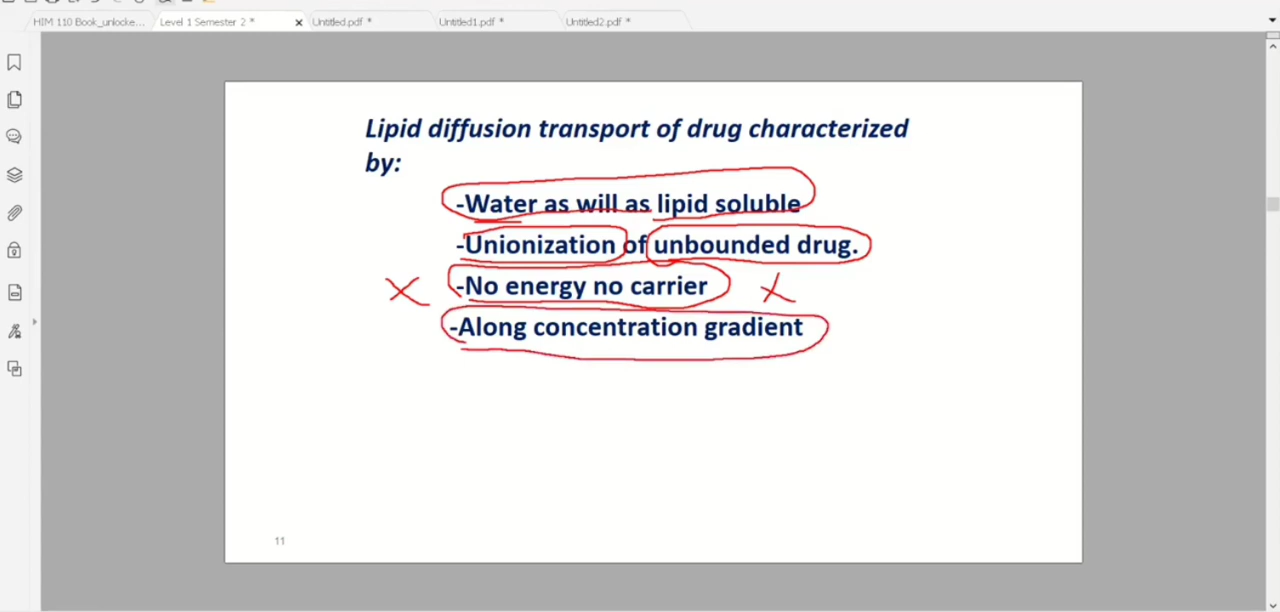 HIM 110 Book_unlocke... Level 1 Semester 2 * x Untitled.pdf * Untitled1.pdf * Untitled2.pdf *
Lipid diffusion transport of drug characterized
by:
-Water as will as lipid soluble
-Unionization of unbounded drug.
-No energy no carrier
-Along concentration gradient
11